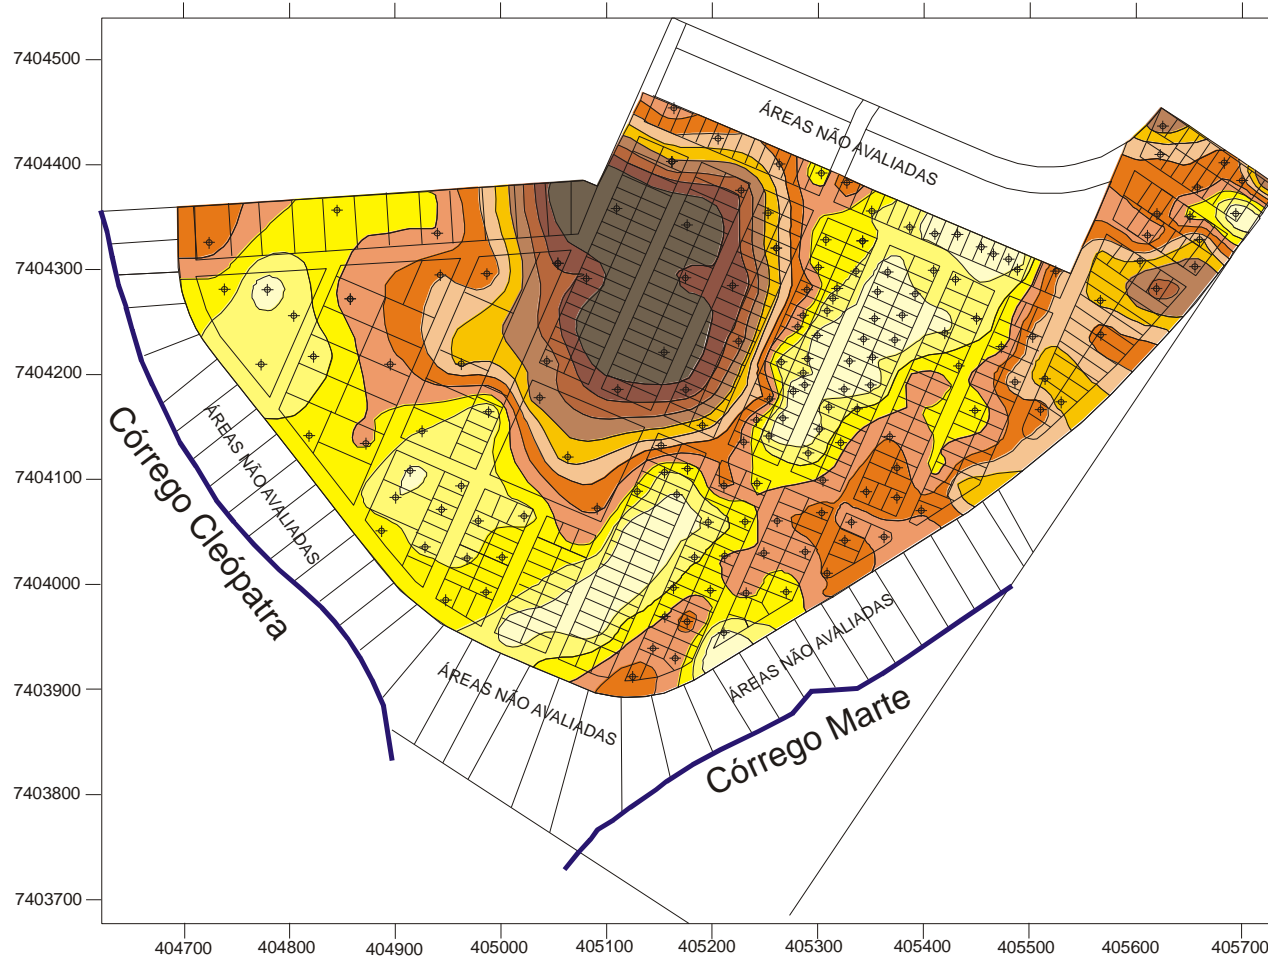 7404500
7404400
7404300
7404200
7404100
7404000
7403900
7403800
7403700
ÁREAS NÃO AVALIADAS
ÁREAS NÃO AVALIADAS
Córrego Cleópatra
ÁREAS NÃO AVALIADAS
ÁREAS NÃO AVALIADAS
Córrego Marte
404700 404800 404900 405000 405100 405200 405300 405400 405500 405600 405700